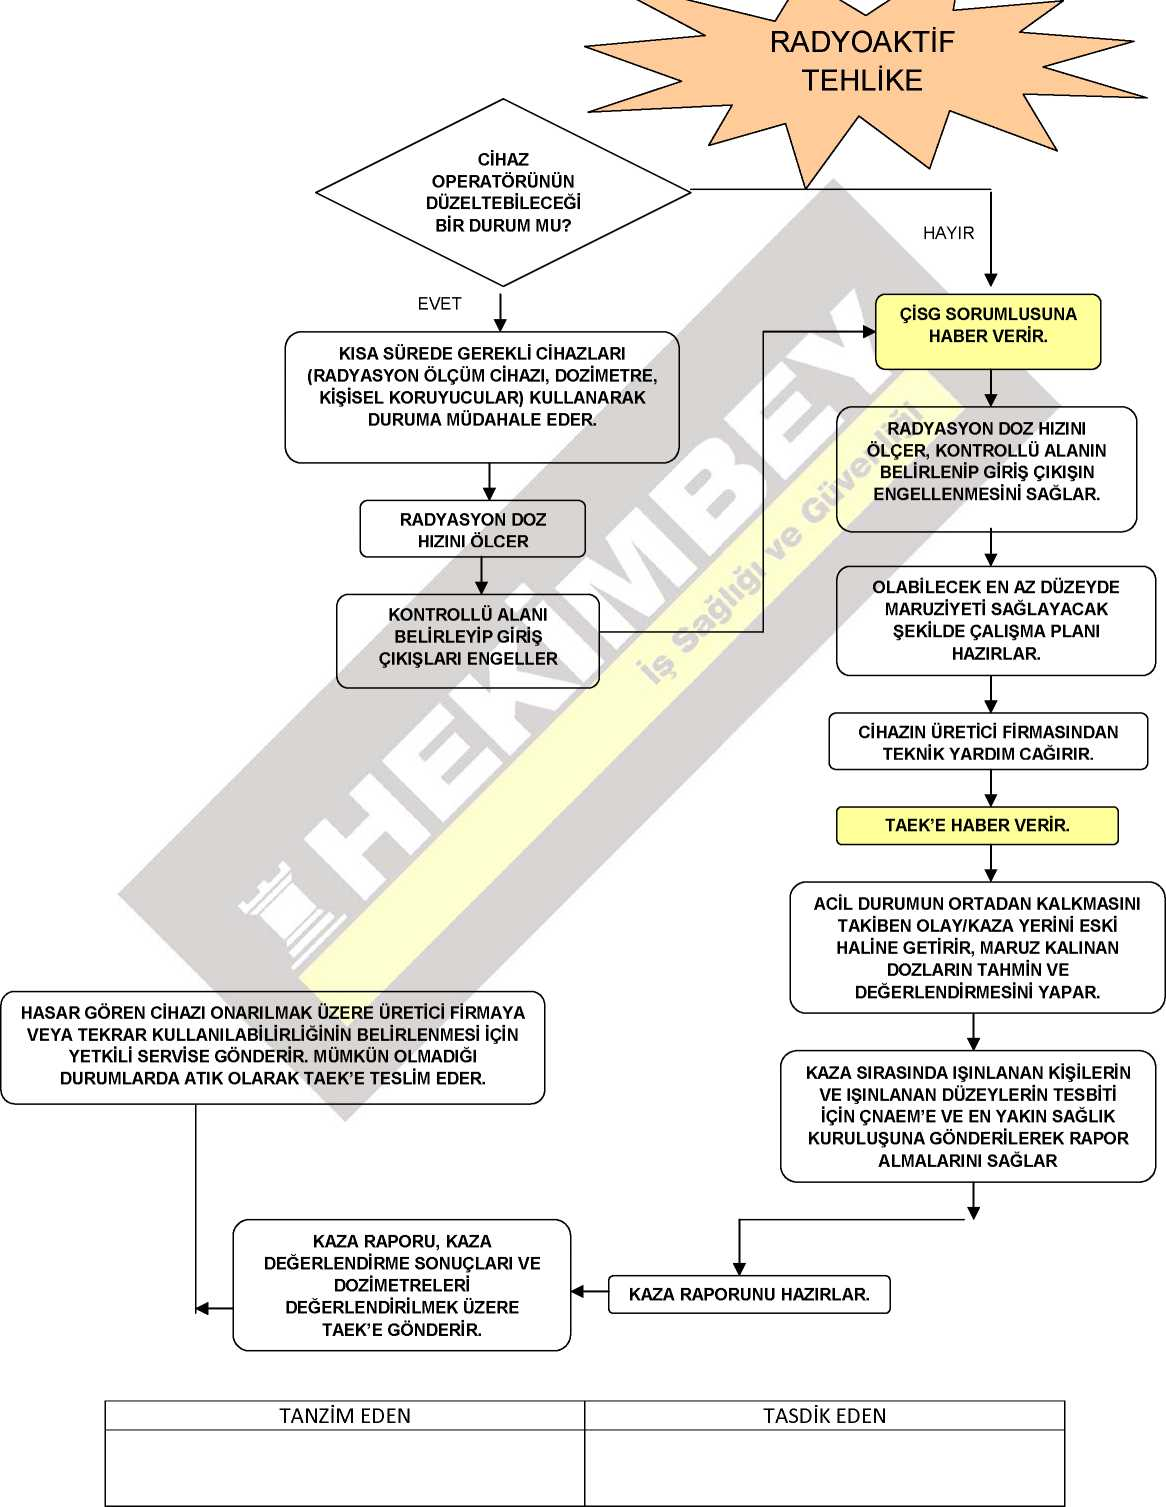 RADYOAKTİF
TEHLİKE
CİHAZ
OPERATÖRÜNÜN
DÜZELTEBİLECEĞİ
BİR DURUM MU?
HAYIR
EVET
KISA SÜREDE GEREKLİ CİHAZLARI
(RADYASYON ÖLÇÜM CİHAZI, DOZİMETRE,
KİŞİSEL KORUYUCULAR) KULLANARAK
DURUMA MÜDAHALE EDER.
RADYASYON DOZ
HIZINI ÖLCER
KONTROLLÜ ALANI
BELİRLEYİP GİRİŞ
ÇIKIŞLARI ENGELLER
ÇİSG SORUMLUSUNA
HABER VERİR.
RADYASYON DOZ HIZINI
ÖLÇER, KONTROLLÜ ALANIN
BELİRLENİP GİRİŞ ÇIKIŞIN
ENGELLENMESİNİ SAĞLAR.
OLABİLECEK EN AZ DÜZEYDE
MARUZİYETİ SAĞLAYACAK
ŞEKİLDE ÇALIŞMA PLANI
HAZIRLAR.
CİHAZIN ÜRETİCİ FİRMASINDAN
TEKNİK YARDIM CAĞIRIR.
TAEK’E HABER VERİR.
ACİL DURUMUN ORTADAN KALKMASINI
TAKİBEN OLAY/KAZA YERİNİ ESKİ
HALİNE GETİRİR, MARUZ KALINAN
DOZLARIN TAHMİN VE
DEĞERLENDİRMESİNİ YAPAR.
KAZA SIRASINDA IŞINLANAN KİŞİLERİN
VE IŞINLANAN DÜZEYLERİN TESBİTİ
İÇİN ÇNAEM’E VE EN YAKIN SAĞLIK
KURULUŞUNA GÖNDERİLEREK RAPOR
ALMALARINI SAĞLAR
KAZA RAPORUNU HAZIRLAR.
KAZA RAPORU, KAZA
DEĞERLENDİRME SONUÇLARI VE
DOZİMETRELERİ
DEĞERLENDİRİLMEK ÜZERE
TAEK’E GÖNDERİR.
HASAR GÖREN CİHAZI ONARILMAK ÜZERE ÜRETİCİ FİRMAYA
VEYA TEKRAR KULLANILABİLİRLİĞİNİN BELİRLENMESİ İÇİN
YETKİLİ SERVİSE GÖNDERİR. MÜMKÜN OLMADIĞI
DURUMLARDA ATIK OLARAK TAEK’E TESLİM EDER.
HEKİMBEY
İş Sağlığı ve Güvenliği
TANZİM EDEN
TASDİK EDEN